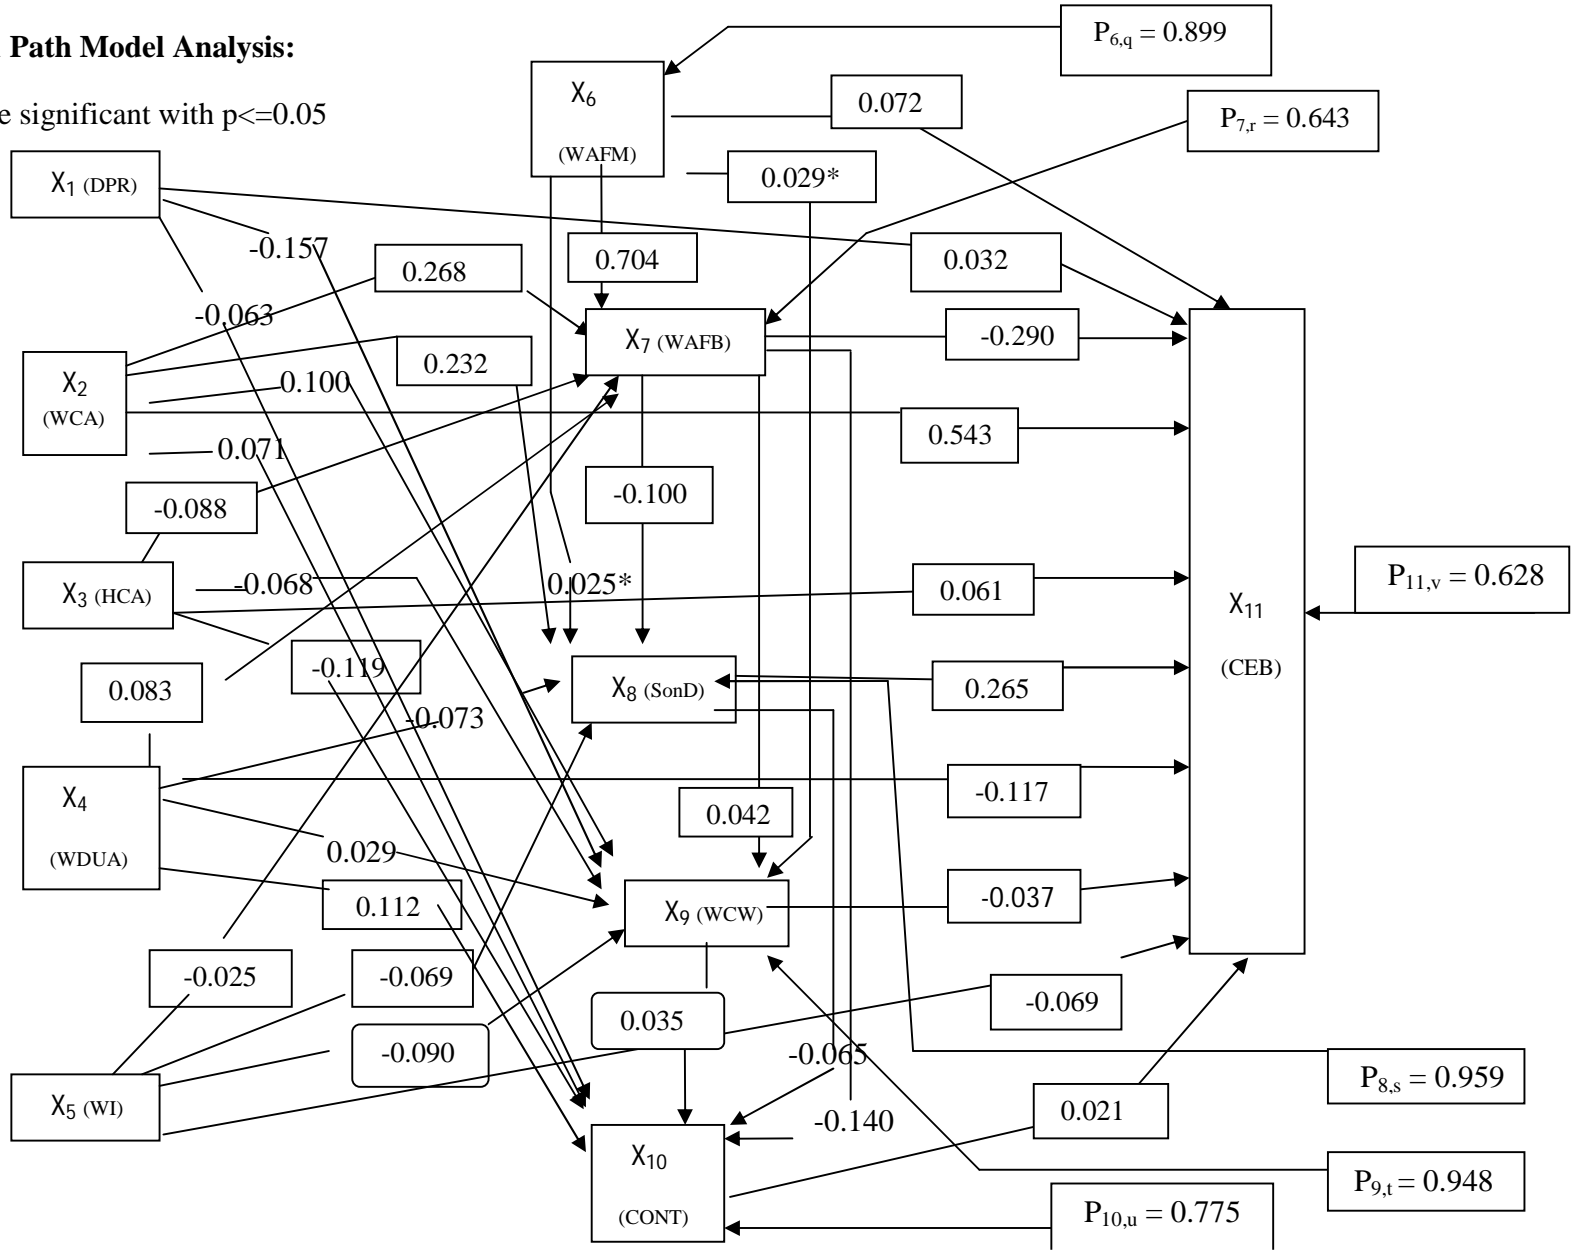 Path Model Analysis:
e significant with p<=0.05
P6,q = 0.899
X6
(WAFM)
0.072
P7,r = 0.643
0.029*
X1 (DPR)
-0.157
0.268
0.704
0.032
-0.063
X7 (WAFB)
-0.290
X2
(WCA)
0.232
0.100
0.543
0.071
-0.088
-0.100
X3 (HCA)
-0.068
0.025*
0.061
P11,v = 0.628
X11
(CEB)
-0.119
0.083
X8 (SonD)
0.265
-0.073
X4
(WDUA)
-0.117
0.042
0.029
0.112
X9 (WCW)
-0.037
-0.025
-0.069
-0.069
0.035
-0.090
-0.065
P8,s = 0.959
X5 (WI)
0.021
-0.140
X10
(CONT)
P9,t = 0.948
P10,u = 0.775